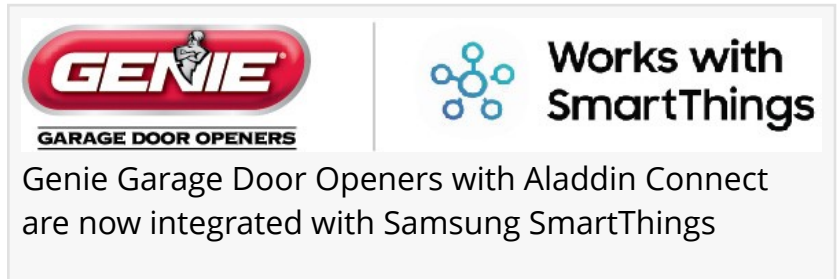 GENIE
GARAGE DOOR OPENERS
Works with
SmartThings
Genie Garage Door Openers with Aladdin Connect
are now integrated with Samsung SmartThings